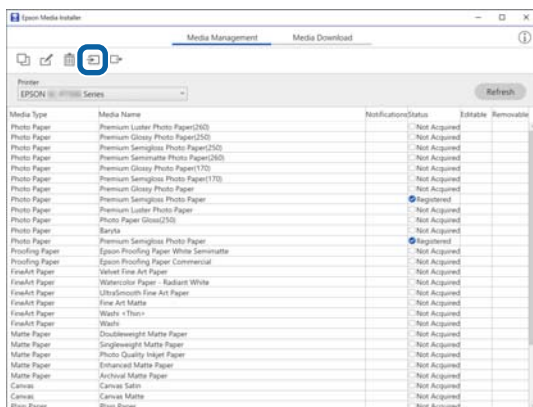 Epson Media Installer
Media Management Media Download
Printer
EPSON Series
Refresh
Media Type Media Name Notifications Status Editable Removable
Photo Paper Premium Luster Photo Paper(260) Not Acquired
Photo Paper Premium Glossy Photo Paper(250) Not Acquired
Photo Paper Premium Semigloss Photo Paper(250) Not Acquired
Photo Paper Premium Semimatte Photo Paper(260) Not Acquired
Photo Paper Premium Glossy Photo Paper(170) Not Acquired
Photo Paper Premium Semigloss Photo Paper(170) Not Acquired
Photo Paper Premium Glossy Photo Paper Not Acquired
Photo Paper Premium Semigloss Photo Paper Registered
Photo Paper Premium Luster Photo Paper Not Acquired
Photo Paper Photo Paper Gloss(250) Not Acquired
Photo Paper Baryta Not Acquired
Photo Paper Premium Semigloss Photo Paper Registered
Proofing Paper Epson Proofing Paper White Semimatte Not Acquired
Proofing Paper Epson Proofing Paper Commercial Not Acquired
FineArt Paper Velvet Fine Art Paper Not Acquired
FineArt Paper Watercolor Paper - Radiant White Not Acquired
FineArt Paper UltraSmooth Fine Art Paper Not Acquired
FineArt Paper Fine Art Matte Not Acquired
FineArt Paper Washi <Thin> Not Acquired
FineArt Paper Washi Not Acquired
Matte Paper Doubleweight Matte Paper Not Acquired
Matte Paper Singleweight Matte Paper Not Acquired
Matte Paper Photo Quality Inkjet Paper Not Acquired
Matte Paper Enhanced Matte Paper Not Acquired
Matte Paper Archival Matte Paper Not Acquired
Canvas Canvas Satin Not Acquired
Canvas Canvas Matte Not Acquired
Plain Paper Plain Paper Not Acquired